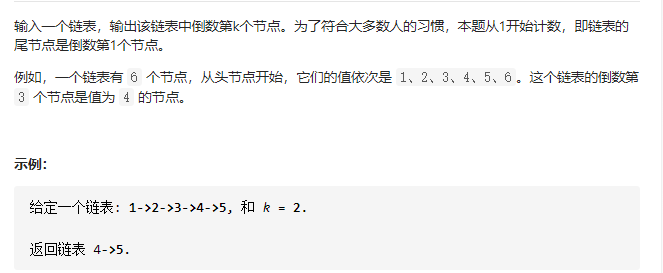 输入一个链表，输出该链表中倒数第k个节点。为了符合大多数人的习惯，本题从1开始计数，即链表的
尾节点是倒数第1个节点。
例如，一个链表有 6 个节点，从头节点开始，它们的值依次是 1、2、3、4、5、6。这个链表的倒数第
3 个节点是值为 4 的节点。
示例：
给定一个链表: 1->2->3->4->5, 和 k = 2.
返回链表 4->5.